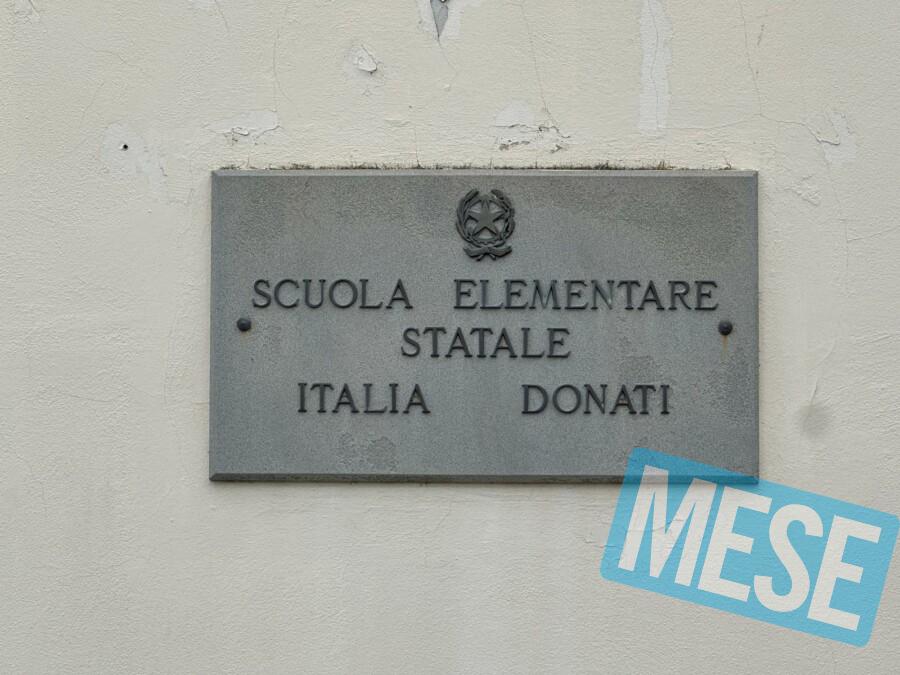 SCUOLA ELEMENTARE
STATALE
ITALIA DONATI
MESE